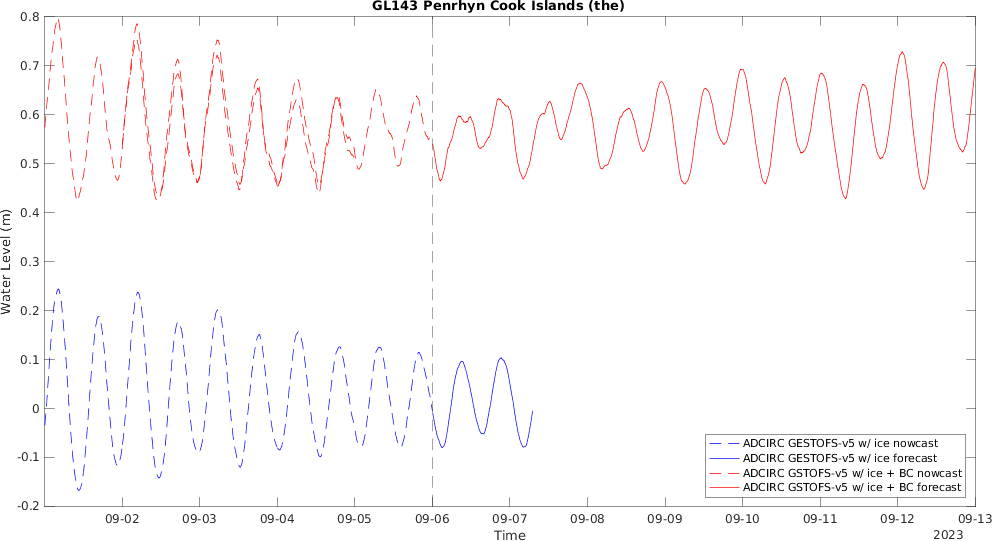 GL143 Penrhyn Cook Islands (the)
0.8
0.7
0.6
0.5
0.4
0.3
0.2
0.1
0
-0.1
-0.2
Water Level (m)
09-02 09-03 09-04 09-05 09-06 09-07 09-08 09-09 09-10 09-11 09-12 09-13
Time
2023
ADCIRC GESTOFS-v5 w/ ice nowcast
ADCIRC GESTOFS-v5 w/ ice forecast
ADCIRC GSTOFS-v5 w/ ice + BC nowcast
ADCIRC GSTOFS-v5 w/ ice + BC forecast